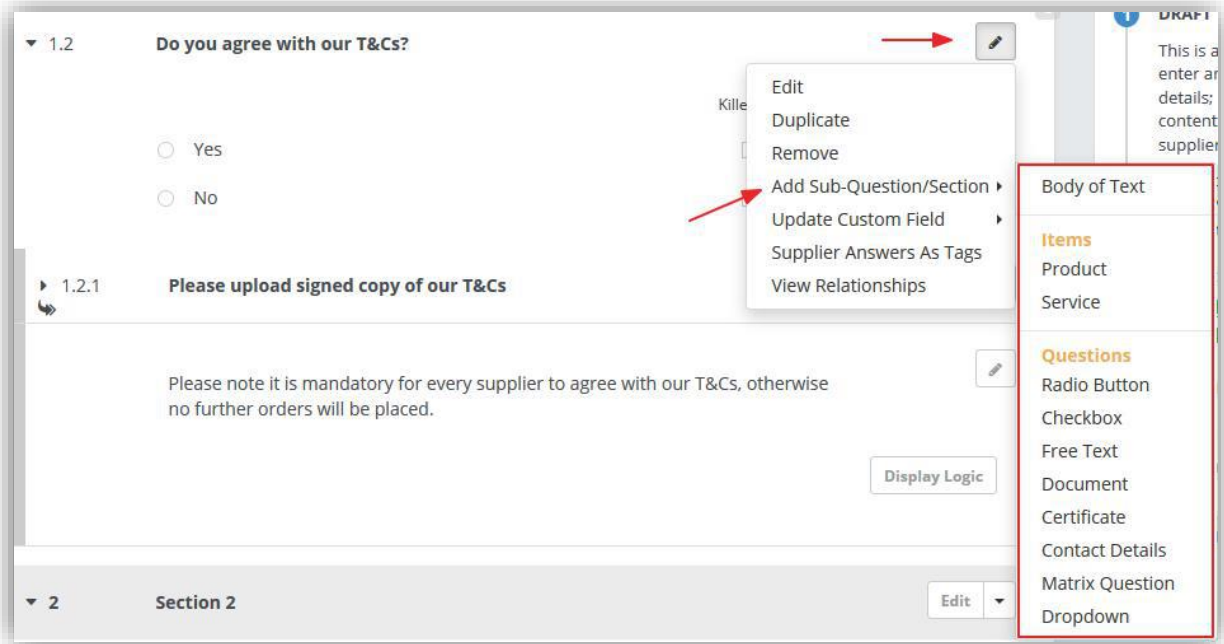 1 DRAFT
1.2 Do you agree with our T&Cs?
This is a
enter an
details;
content
supplier
Edit
Duplicate
Remove
Add Sub-Question/Section
Update Custom Field
Supplier Answers As Tags
View Relationships
Yes
No
Body of Text
Items
Product
Service
Questions
Radio Button
Checkbox
Free Text
Document
Certificate
Contact Details
Matrix Question
Dropdown
1.2.1 Please upload signed copy of our T&Cs
Please note it is mandatory for every supplier to agree with our T&Cs, otherwise
no further orders will be placed.
Display Logic
2 Section 2
Edit